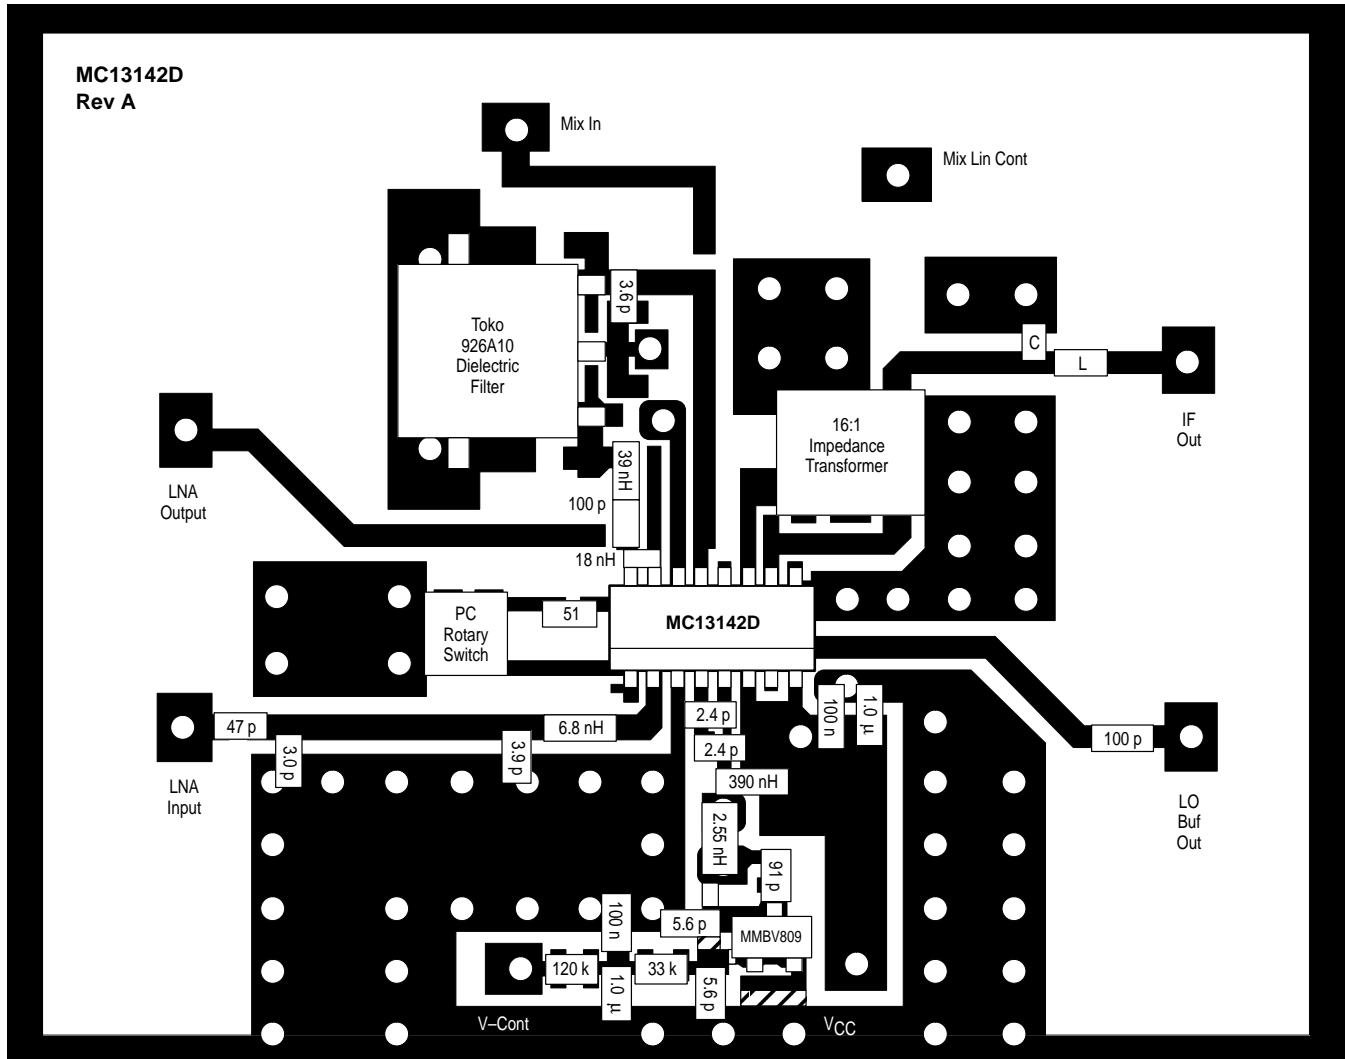 MC13142D
Rev A
Mix In
Mix Lin Cont
3.6 p
Toko
926A10
Dielectric
Filter
C
L
IF
Out
16:1
Impedance
Transformer
LNA
Output
39 nH
100 p
18 nH
PC
Rotary
Switch
51
MC13142D
47 p
6.8 nH
2.4 p
100 n
1.0 µ
3.0 p
3.9 p
2.4 p
100 p
LNA
Input
390 nH
LO
Buf
Out
2.55 nH
91 p
100 n
5.6 p
MMBV809
120 k
33 k
1.0 µ
5.6 p
V–Cont
VCC